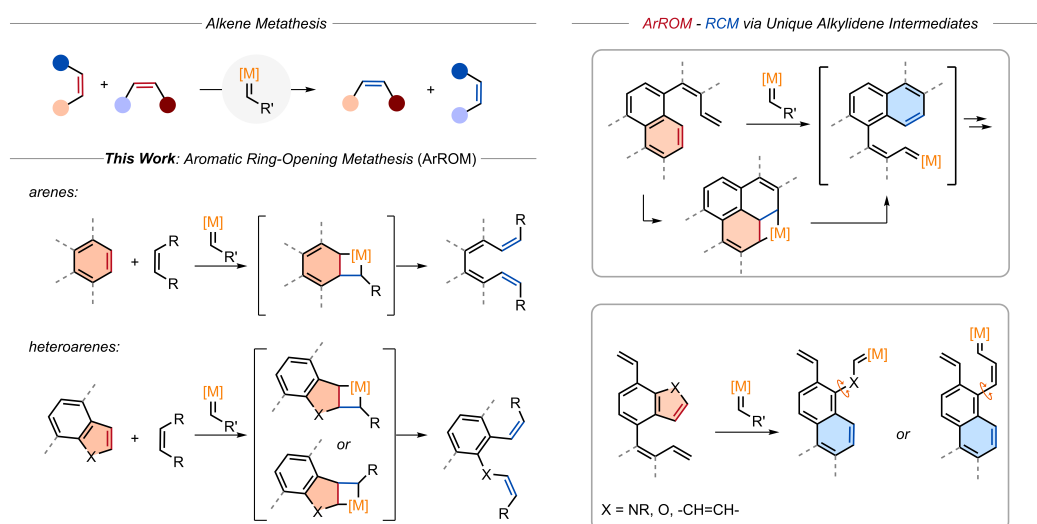 Alkene Metathesis
[M]
+
R'
+
This Work: Aromatic Ring-Opening Metathesis (ArROM)
arenes:
[M]
R
+
R'
R
[M]
R
R
R
heteroarenes:
[M]
R
X
+
R'
R
[M]
X
R
or
R
X
[M]
R
X
R
ArROM - RCM via Unique Alkylidene Intermediates
[M]
R'
[M]
[M]
X
[M]
R'
[M]
X
or
[M]
X = NR, O, -CH=CH-